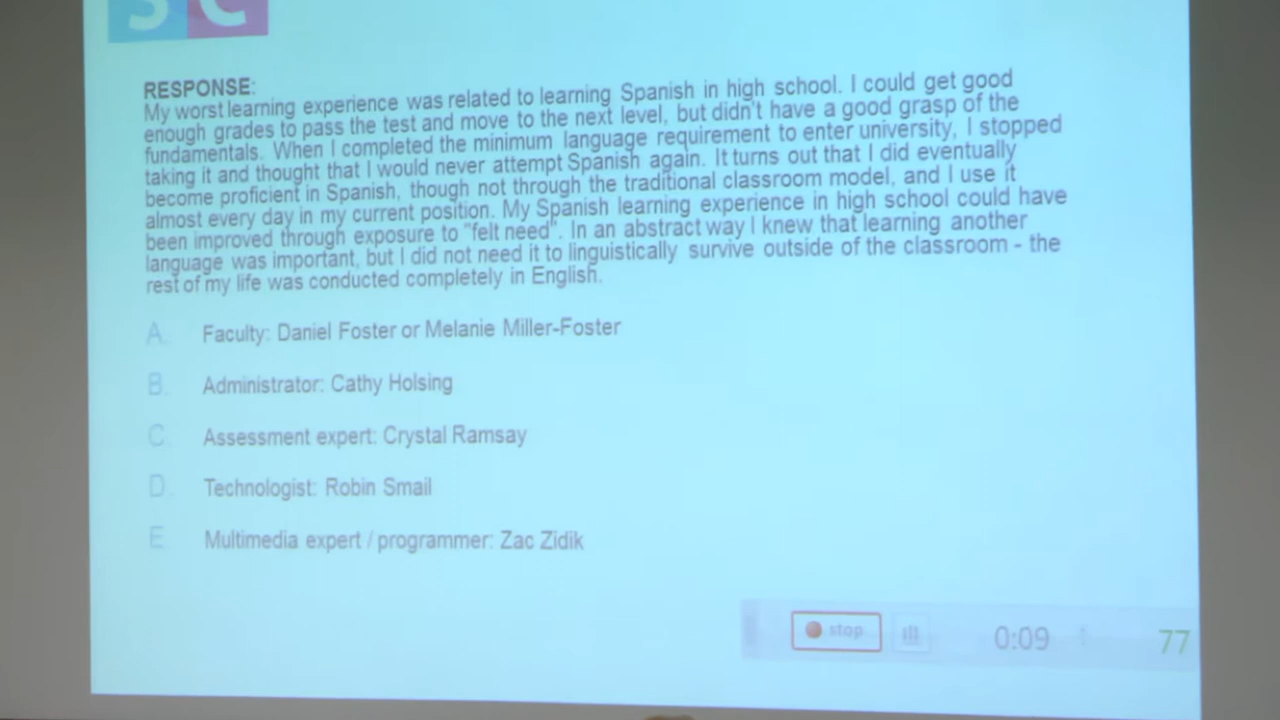 SC
RESPONSE:
My worst learning experience was related to learning Spanish in high school. I could get good
enough grades to pass the test and move to the next level, but didn't have a good grasp of the
fundamentals. When I completed the minimum language requirement to enter university, I stopped
taking it and thought that I would never attempt Spanish again. It turns out that I did eventually
become proficient in Spanish, though not through the traditional classroom model, and I use it
almost every day in my current position. My Spanish learning experience in high school could have
been improved through exposure to "felt need". In an abstract way I knew that learning another
language was important, but I did not need it to linguistically survive outside of the classroom - the
rest of my life was conducted completely in English.
A. Faculty: Daniel Foster or Melanie Miller-Foster
B. Administrator: Cathy Holsing
C. Assessment expert: Crystal Ramsay
D. Technologist: Robin Smail
E. Multimedia expert / programmer: Zac Zidik
stop 0:09 77